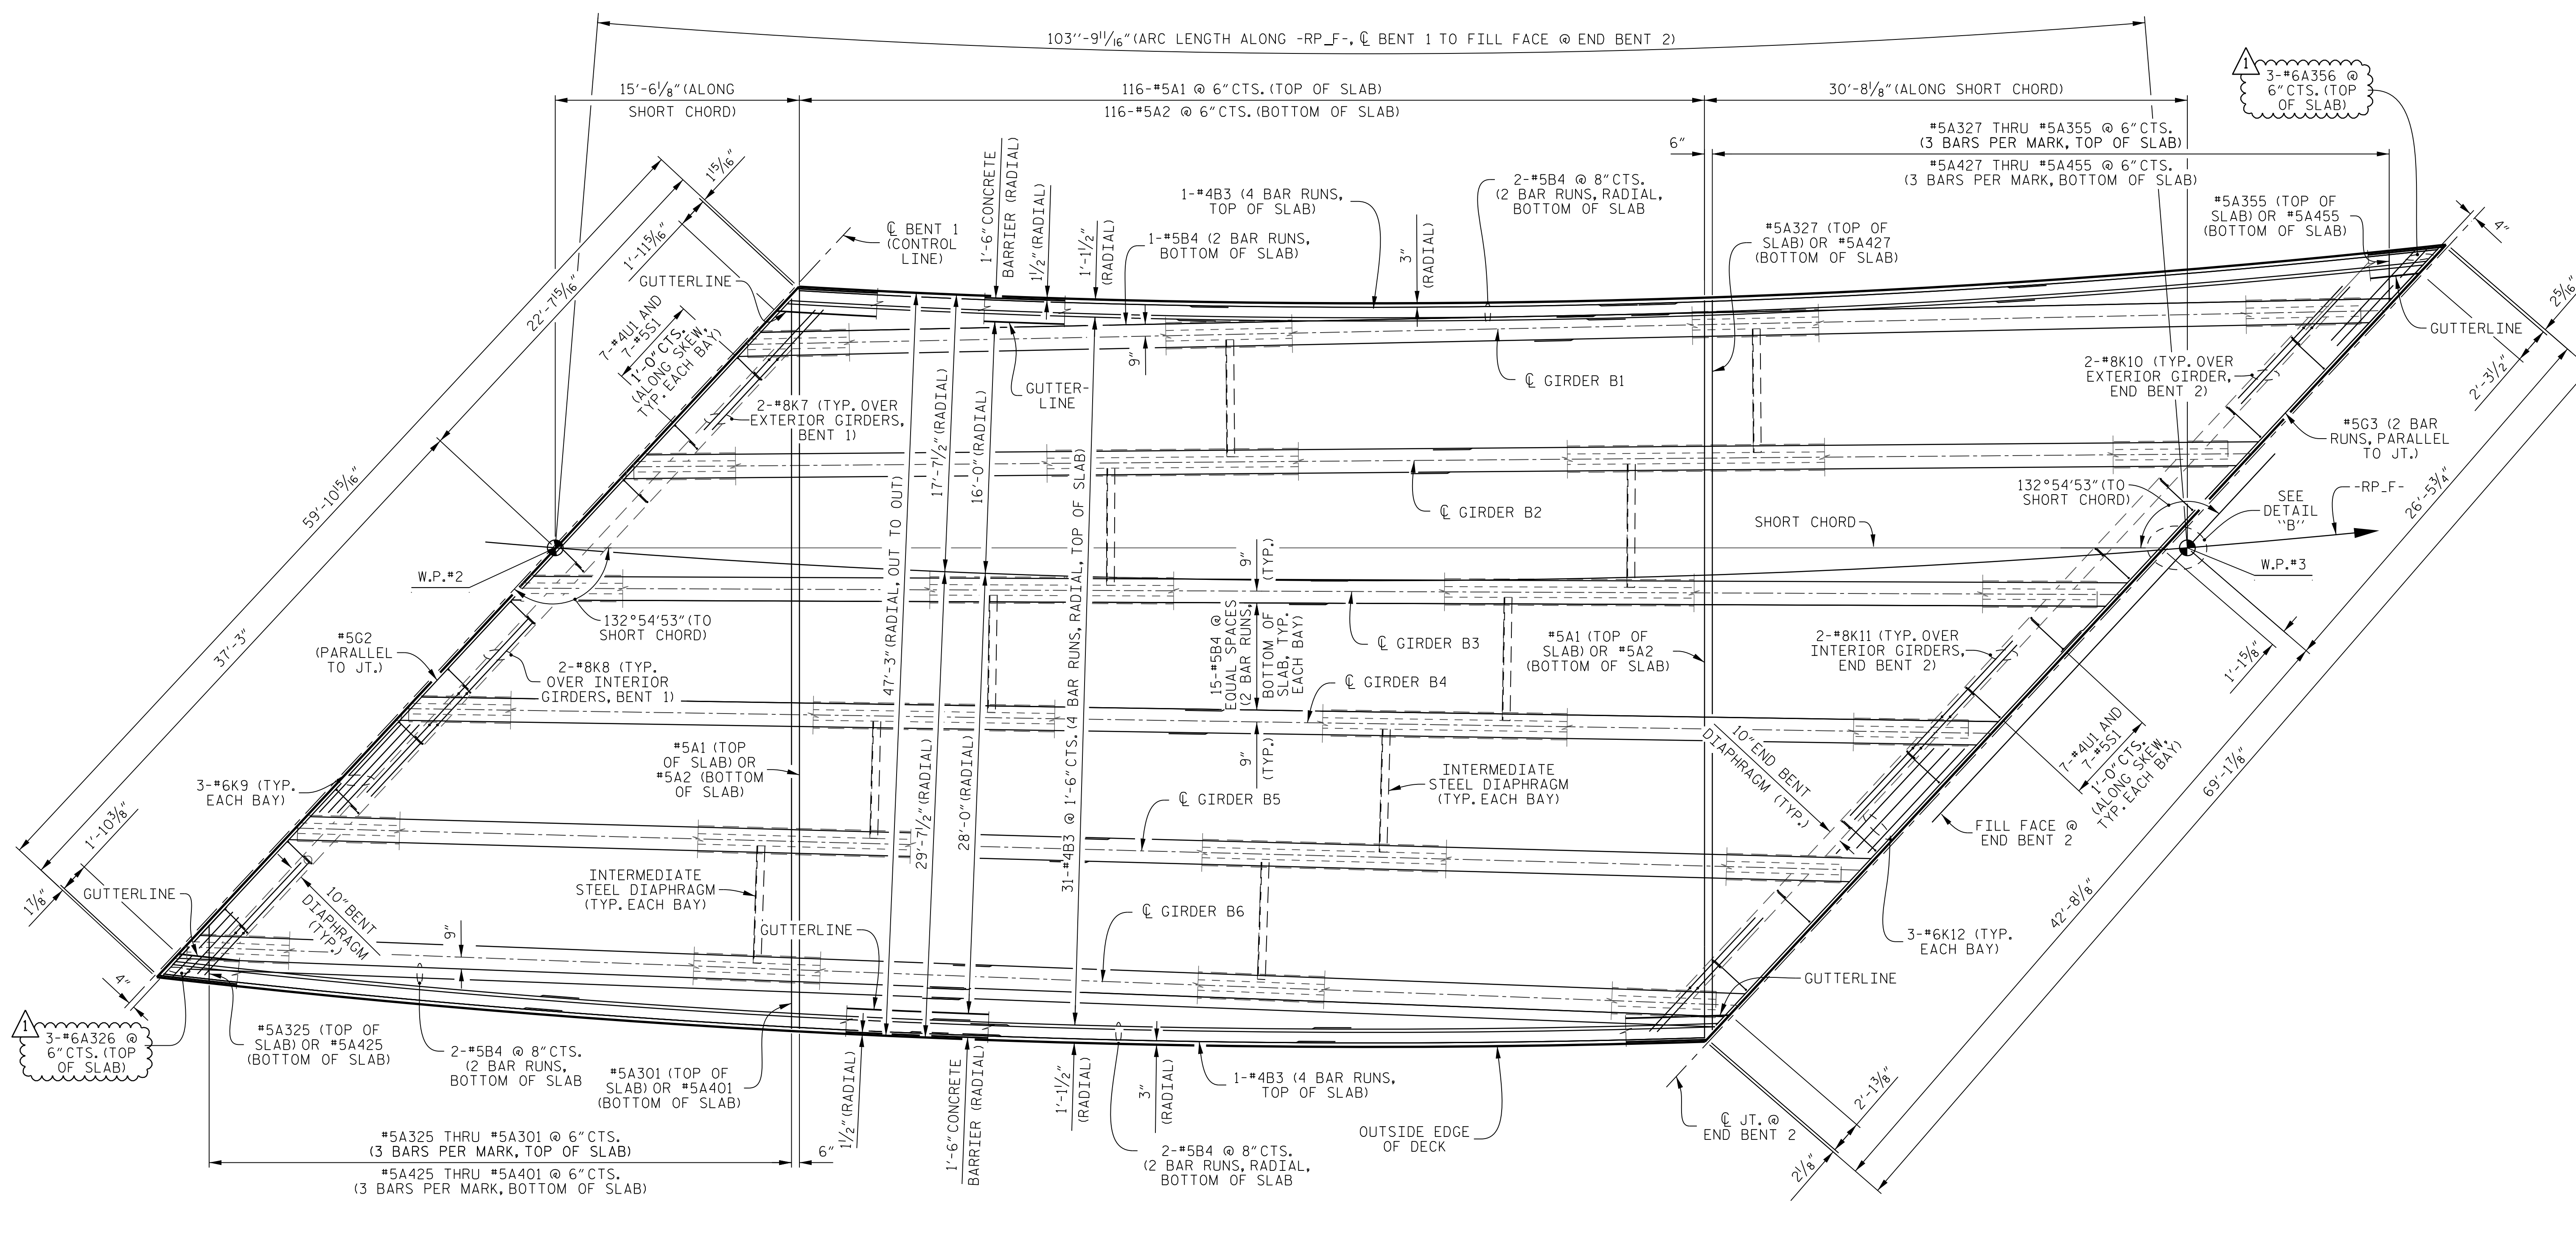 103''-9 11/16" (ARC LENGTH ALONG -RP_F-, ℄ BENT 1 TO FILL FACE @ END BENT 2)
15'-6 1/8" (ALONG
SHORT CHORD)
116-#5A1 @ 6" CTS. (TOP OF SLAB)
116-#5A2 @ 6" CTS. (BOTTOM OF SLAB)
30'-8 1/8" (ALONG SHORT CHORD)
1
3-#6A356 @
6" CTS. (TOP
OF SLAB)
6"
#5A327 THRU #5A355 @ 6" CTS.
(3 BARS PER MARK, TOP OF SLAB)
#5A427 THRU #5A455 @ 6" CTS.
(3 BARS PER MARK, BOTTOM OF SLAB)
1 15/16"
1'-11 5/16"
22'-7 15/16"
59'-10 15/16"
37'-3"
GUTTERLINE
7-#4U1 AND
7-#5S1
1'-0" CTS.
(ALONG SKEW,
TYP. EACH BAY)
℄ BENT 1
(CONTROL
LINE)
1'-6" CONCRETE
BARRIER (RADIAL)
1 1/2" (RADIAL)
1'-1 1/2"
(RADIAL)
1-#4B3 (4 BAR RUNS,
TOP OF SLAB)
1-#5B4 (2 BAR RUNS,
BOTTOM OF SLAB)
3"
(RADIAL)
2-#5B4 @ 8" CTS.
(2 BAR RUNS, RADIAL,
BOTTOM OF SLAB
#5A327 (TOP OF
SLAB) OR #5A427
(BOTTOM OF SLAB)
#5A355 (TOP OF
SLAB) OR #5A455
(BOTTOM OF SLAB)
4"
2 5/16"
GUTTERLINE
2'-3 1/2"
2-#8K7 (TYP. OVER
EXTERIOR GIRDERS,
BENT 1)
17'-7 1/2" (RADIAL)
16'-0" (RADIAL)
GUTTER-
LINE
9"
℄ GIRDER B1
2-#8K10 (TYP. OVER
EXTERIOR GIRDER,
END BENT 2)
#5G3 (2 BAR
RUNS, PARALLEL
TO JT.)
℄ GIRDER B2
132°54'53" (TO
SHORT CHORD)
SEE
DETAIL
"B"
-RP_F-
26'-5 3/4"
SHORT CHORD
W.P.#2
W.P.#3
132°54'53" (TO
SHORT CHORD)
47'-3" (RADIAL, OUT TO OUT)
31-#4B3 @ 1'-6" CTS. (4 BAR RUNS, RADIAL, TOP OF SLAB)
9"
(TYP.)
15-#5B4 @
EQUAL SPACES
(2 BAR RUNS,
BOTTOM OF
SLAB, TYP.
EACH BAY)
9"
(TYP.)
℄ GIRDER B3
#5A1 (TOP OF
SLAB) OR #5A2
(BOTTOM OF SLAB)
2-#8K11 (TYP. OVER
INTERIOR GIRDERS,
END BENT 2)
1'-1 5/8"
#5G2
(PARALLEL
TO JT.)
2-#8K8 (TYP.
OVER INTERIOR
GIRDERS, BENT 1)
℄ GIRDER B4
7-#4U1 AND
7-#5S1
1'-0" CTS.
(ALONG SKEW,
TYP. EACH BAY)
69'-1 7/8"
10" END BENT
DIAPHRAGM (TYP.)
#5A1 (TOP
OF SLAB) OR
#5A2 (BOTTOM
OF SLAB)
3-#6K9 (TYP.
EACH BAY)
29'-7 1/2" (RADIAL)
28'-0" (RADIAL)
INTERMEDIATE
STEEL DIAPHRAGM
(TYP. EACH BAY)
℄ GIRDER B5
FILL FACE @
END BENT 2
1'-10 3/8"
1 7/8"
GUTTERLINE
10" BENT
DIAPHRAGM
(TYP.)
INTERMEDIATE
STEEL DIAPHRAGM
(TYP. EACH BAY)
9"
GUTTERLINE
℄ GIRDER B6
3-#6K12 (TYP.
EACH BAY)
42'-8 1/8"
GUTTERLINE
4"
1
3-#6A326 @
6" CTS. (TOP
OF SLAB)
#5A325 (TOP OF
SLAB) OR #5A425
(BOTTOM OF SLAB)
2-#5B4 @ 8" CTS.
(2 BAR RUNS,
BOTTOM OF SLAB
#5A301 (TOP OF
SLAB) OR #5A401
(BOTTOM OF SLAB)
1 1/2" (RADIAL)
1'-6" CONCRETE
BARRIER (RADIAL)
1'-1 1/2"
(RADIAL)
3"
(RADIAL)
1-#4B3 (4 BAR RUNS,
TOP OF SLAB)
2-#5B4 @ 8" CTS.
(2 BAR RUNS, RADIAL,
BOTTOM OF SLAB
OUTSIDE EDGE
OF DECK
℄ JT. @
END BENT 2
2'-1 3/8"
2 1/8"
#5A325 THRU #5A301 @ 6" CTS.
(3 BARS PER MARK, TOP OF SLAB)
#5A425 THRU #5A401 @ 6" CTS.
(3 BARS PER MARK, BOTTOM OF SLAB)
6"